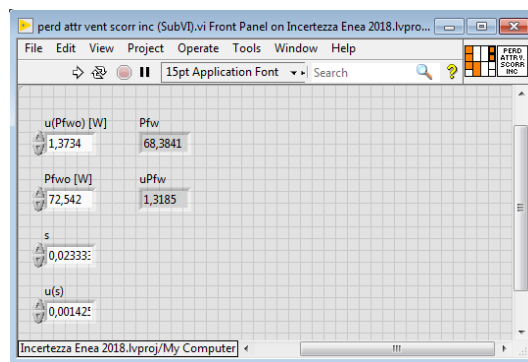 perd attr vent scorr inc (SubVI).vi Front Panel on Incertezza Enea 2018.lvpro...
File Edit View Project Operate Tools Window Help
PERD
ATTR V.
SCORR
INC
15pt Application Font Search
u(Pfwo) [W] Pfw
1,3734 68,3841
Pfwo [W] uPfw
72,542 1,3185
s
0,02333
u(s)
0,00142
Incertezza Enea 2018.lvproj/My Computer